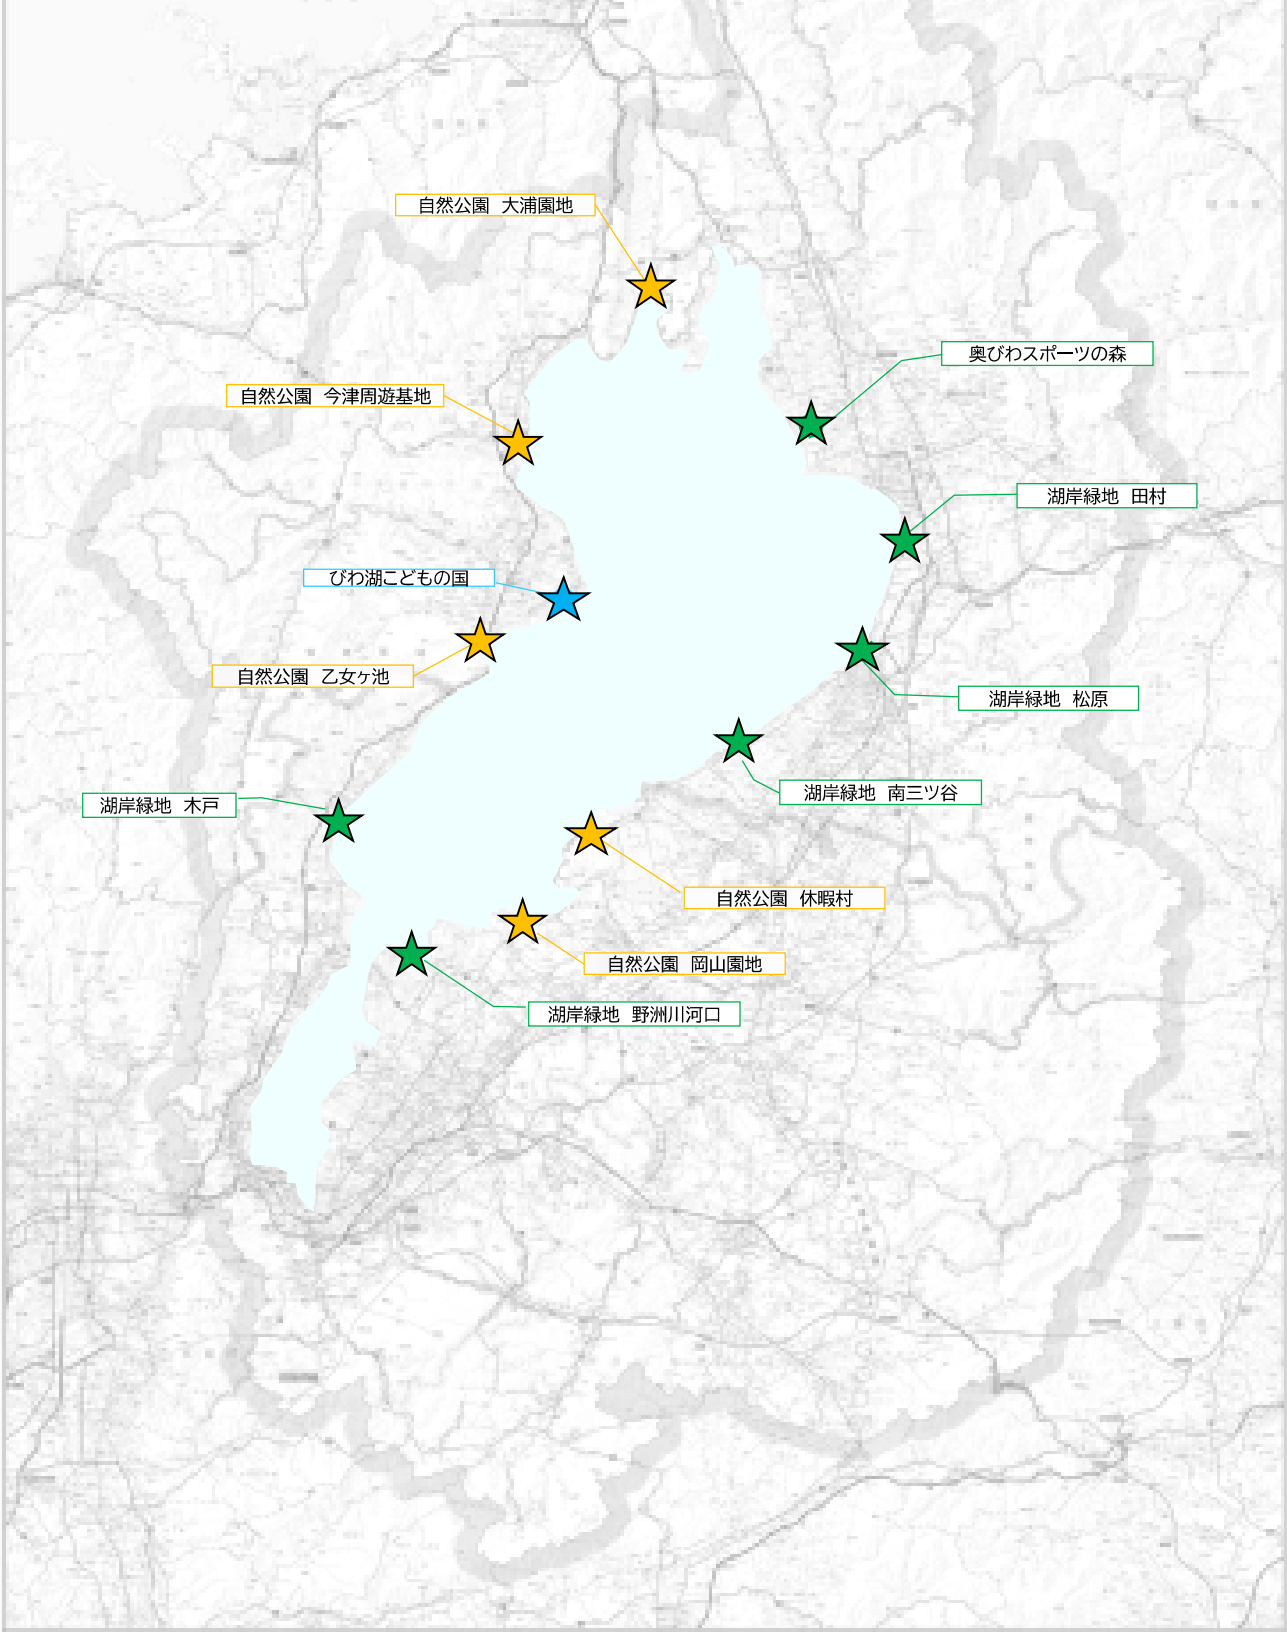 自然公園　大浦園地
奥びわスポーツの森
自然公園　今津周遊基地
湖岸緑地　田村
びわ湖こどもの国
自然公園　乙女ヶ池
湖岸緑地　松原
湖岸緑地　南三ツ谷
湖岸緑地　木戸
自然公園　休暇村
自然公園　岡山園地
湖岸緑地　野洲川河口